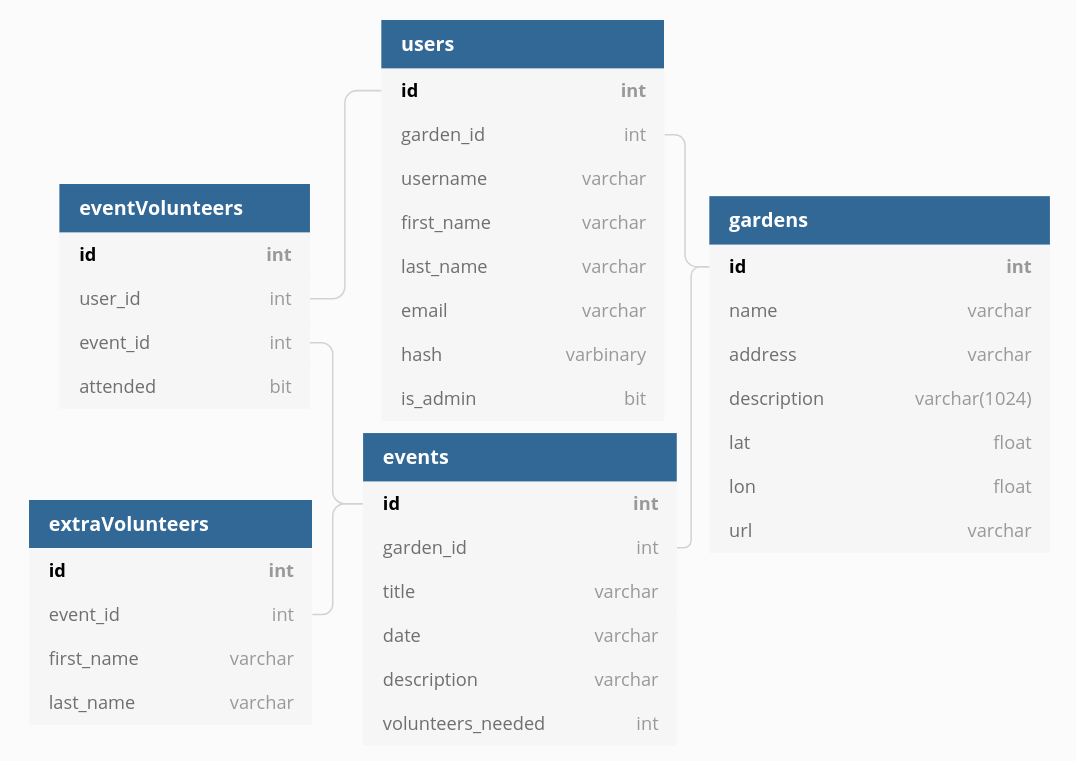 users
id int
garden_id int
username varchar
first_name varchar
last_name varchar
email varchar
hash varbinary
is_admin bit
eventVolunteers
id int
user_id int
event_id int
attended bit
gardens
id int
name varchar
address varchar
description varchar(1024)
lat float
lon float
url varchar
events
id int
garden_id int
title varchar
date varchar
description varchar
volunteers_needed int
extraVolunteers
id int
event_id int
first_name varchar
last_name varchar